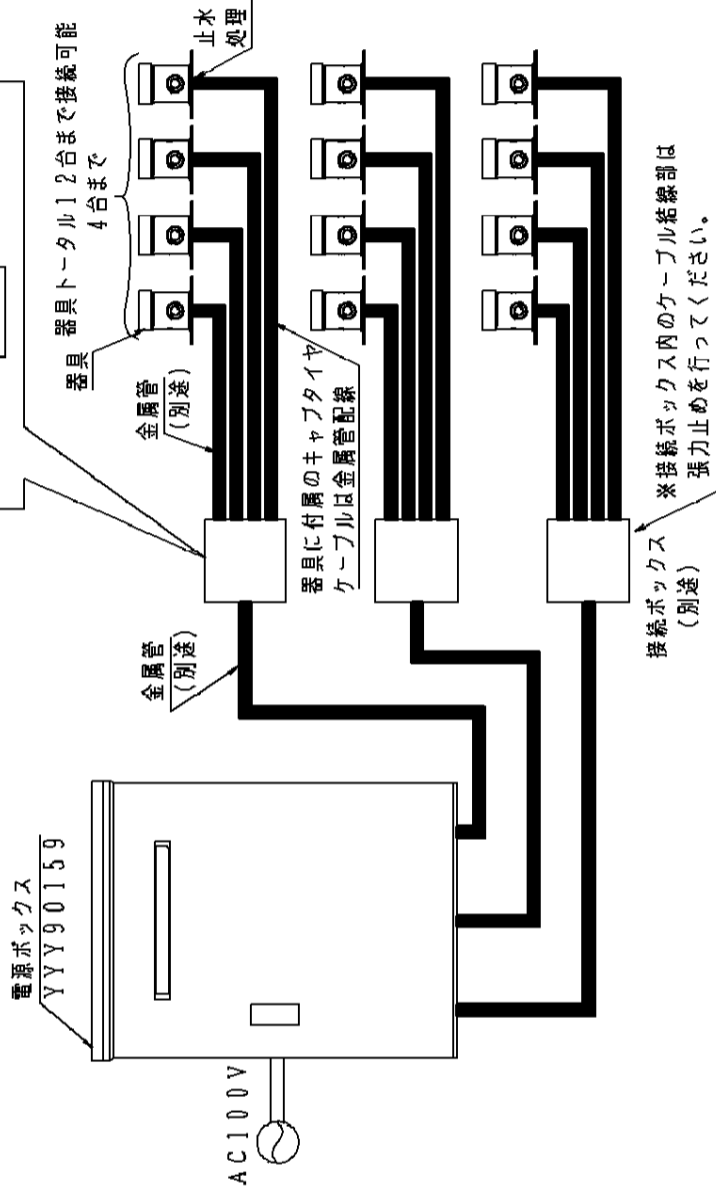 電源ボックス
YYY90159
AC100V
金属管
(別途)
金属管
(別途)
器具
器具トータル12台まで接続可能
4台まで
止水
処理
器具に付属のキャブタイヤ
ケーブルは金属管配線
接続ボックス
(別途)
※接続ボックス内のケーブル結線部は
張力止めを行ってください。